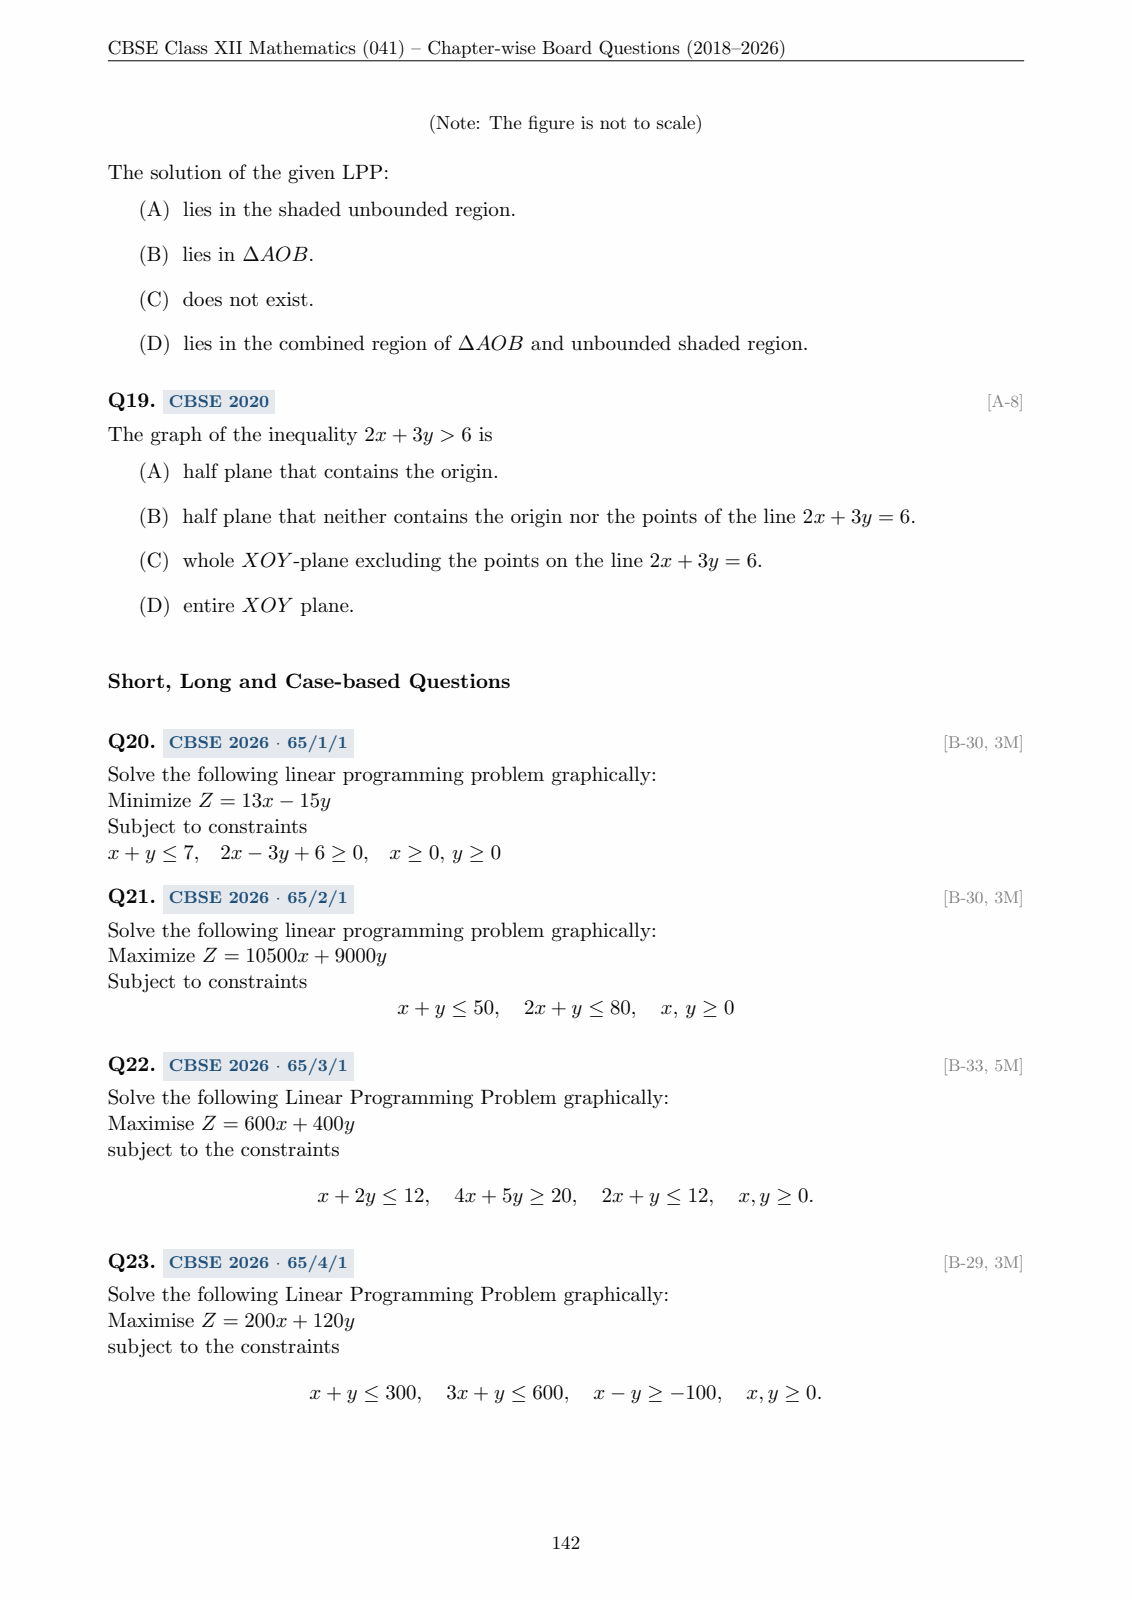 CBSE Class XII Mathematics (041) – Chapter-wise Board Questions (2018–2026)
(Note: The figure is not to scale)
The solution of the given LPP:
(A) lies in the shaded unbounded region.
(B) lies in ΔAOB.
(C) does not exist.
(D) lies in the combined region of ΔAOB and unbounded shaded region.
Q19. CBSE 2020 [A-8]
The graph of the inequality 2x + 3y > 6 is
(A) half plane that contains the origin.
(B) half plane that neither contains the origin nor the points of the line 2x + 3y = 6.
(C) whole XOY-plane excluding the points on the line 2x + 3y = 6.
(D) entire XOY plane.
Short, Long and Case-based Questions
Q20. CBSE 2026 · 65/1/1 [B-30, 3M]
Solve the following linear programming problem graphically:
Minimize Z = 13x − 15y
Subject to constraints
x + y ≤ 7, 2x − 3y + 6 ≥ 0, x ≥ 0, y ≥ 0
Q21. CBSE 2026 · 65/2/1 [B-30, 3M]
Solve the following linear programming problem graphically:
Maximize Z = 10500x + 9000y
Subject to constraints
x + y ≤ 50, 2x + y ≤ 80, x, y ≥ 0
Q22. CBSE 2026 · 65/3/1 [B-33, 5M]
Solve the following Linear Programming Problem graphically:
Maximise Z = 600x + 400y
subject to the constraints
x + 2y ≤ 12, 4x + 5y ≥ 20, 2x + y ≤ 12, x, y ≥ 0.
Q23. CBSE 2026 · 65/4/1 [B-29, 3M]
Solve the following Linear Programming Problem graphically:
Maximise Z = 200x + 120y
subject to the constraints
x + y ≤ 300, 3x + y ≤ 600, x − y ≥ −100, x, y ≥ 0.
142